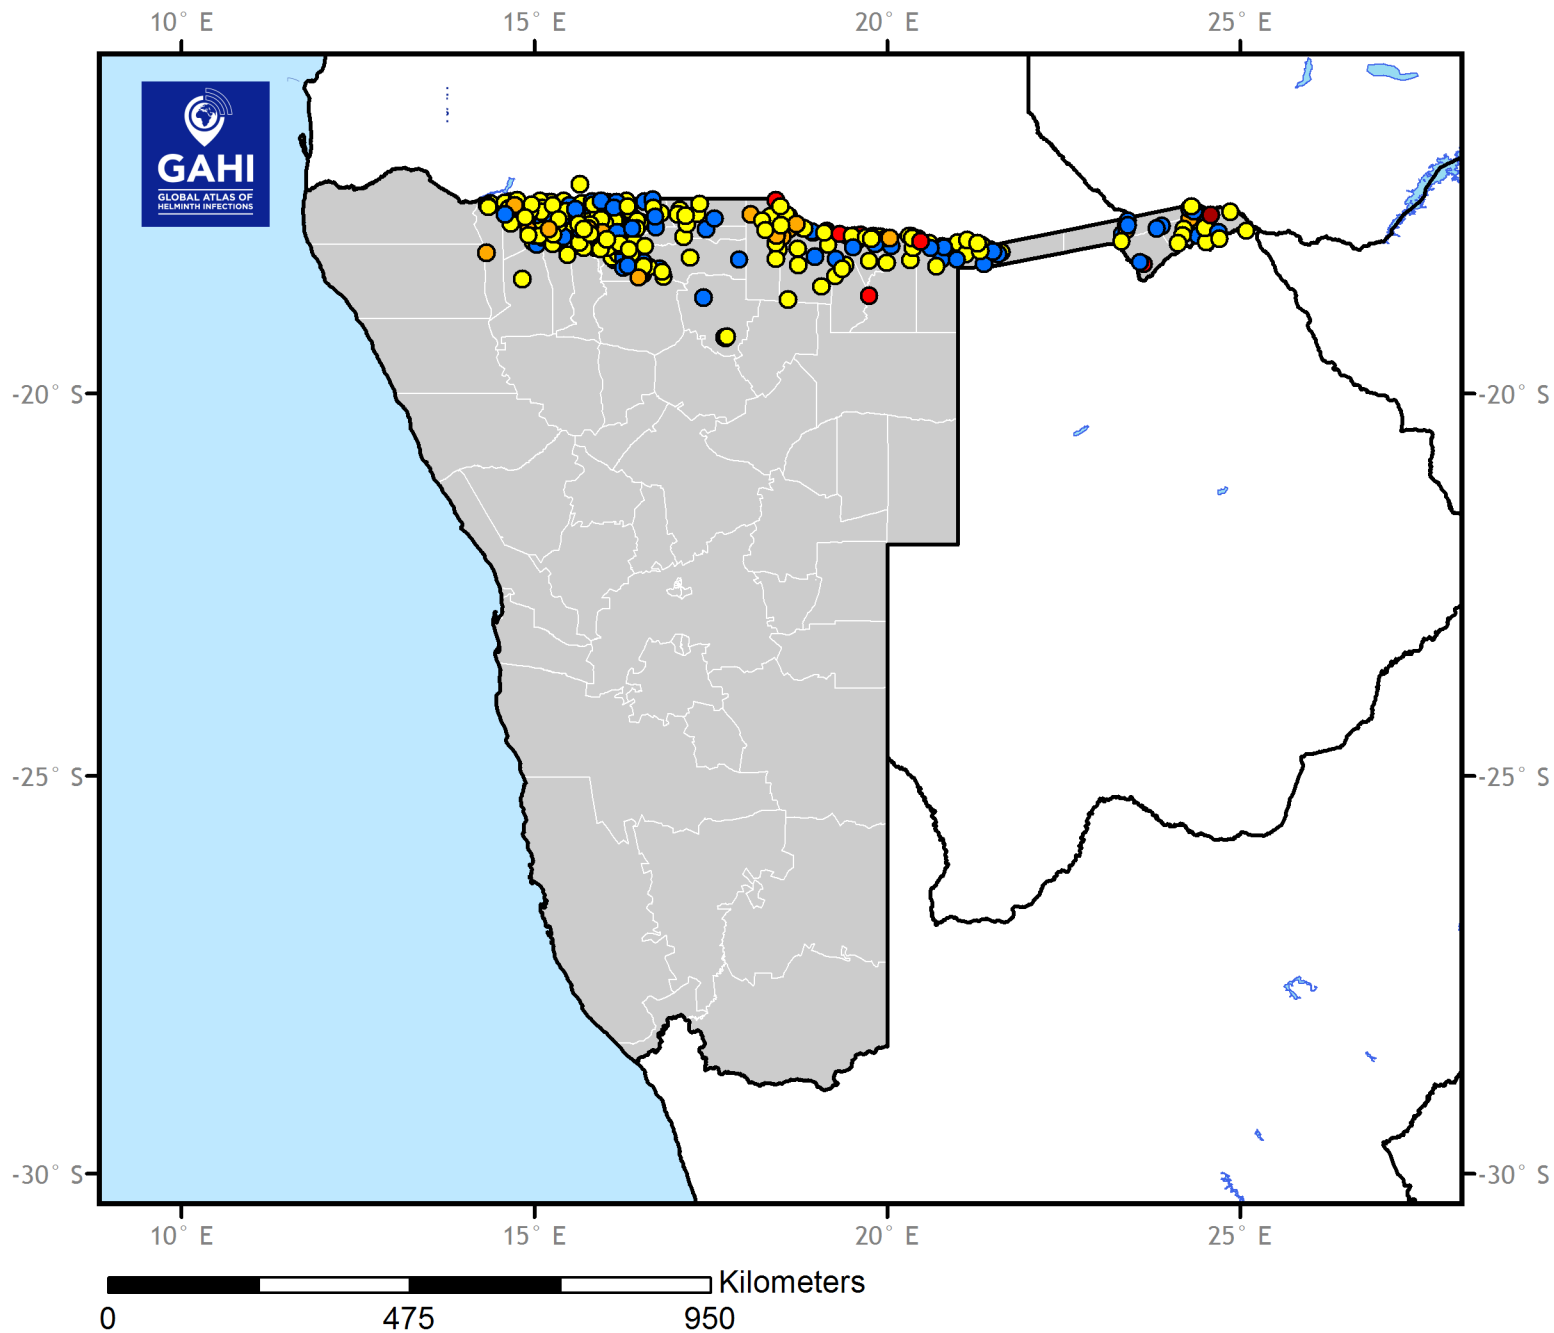 10° E 15° E 20° E 25° E
GAHI
GLOBAL ATLAS OF
HELMINTH INFECTIONS
-20° S -20° S
-25° S -25° S
-30° S -30° S
10° E 15° E 20° E 25° E
Kilometers
0 475 950